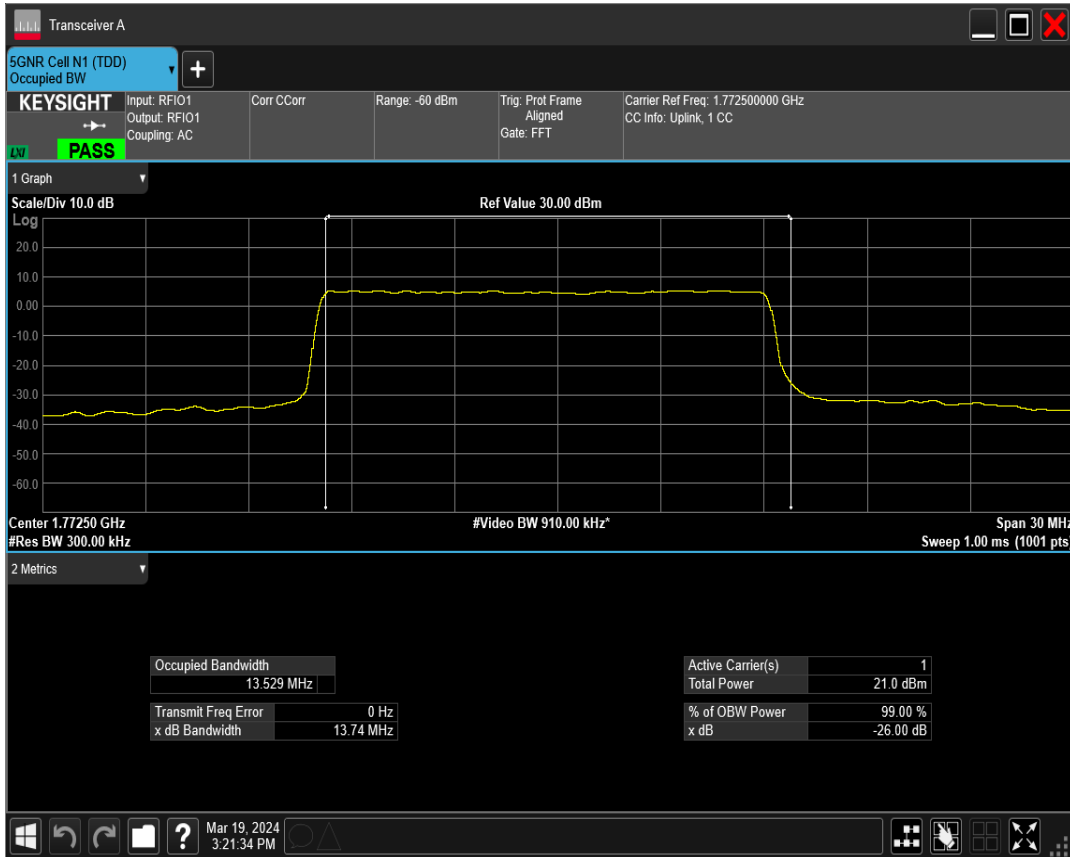 Transceiver A
5GNR Cell N1 (TDD)
Occupied BW
+
KEYSIGHT
LXI
PASS
Input: RFIO1
Output: RFIO1
Coupling: AC
Corr CCorr
Range: -60 dBm
Trig: Prot Frame
Aligned
Gate: FFT
Carrier Ref Freq: 1.772500000 GHz
CC Info: Uplink, 1 CC
1 Graph
Scale/Div 10.0 dB
Ref Value 30.00 dBm
Log
20.0
10.0
0.00
-10.0
-20.0
-30.0
-40.0
-50.0
-60.0
Center 1.77250 GHz
#Video BW 910.00 kHz*
Span 30 MHz
#Res BW 300.00 kHz
Sweep 1.00 ms (1001 pts)
2 Metrics
Occupied Bandwidth
13.529 MHz
Transmit Freq Error 0 Hz
x dB Bandwidth 13.74 MHz
Active Carrier(s) 1
Total Power 21.0 dBm
% of OBW Power 99.00 %
x dB -26.00 dB
?
Mar 19, 2024
3:21:34 PM